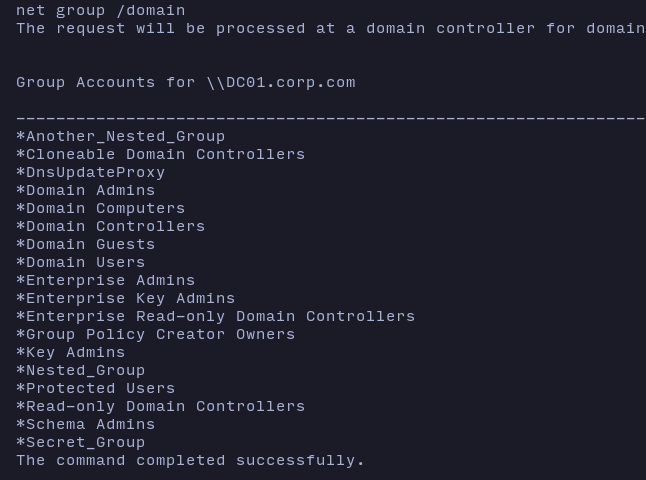 net group /domain
The request will be processed at a domain controller for domain
Group Accounts for \\DC01.corp.com
---------------------------------------------------------------
*Another_Nested_Group
*Cloneable Domain Controllers
*DnsUpdateProxy
*Domain Admins
*Domain Computers
*Domain Controllers
*Domain Guests
*Domain Users
*Enterprise Admins
*Enterprise Key Admins
*Enterprise Read-only Domain Controllers
*Group Policy Creator Owners
*Key Admins
*Nested_Group
*Protected Users
*Read-only Domain Controllers
*Schema Admins
*Secret_Group
The command completed successfully.